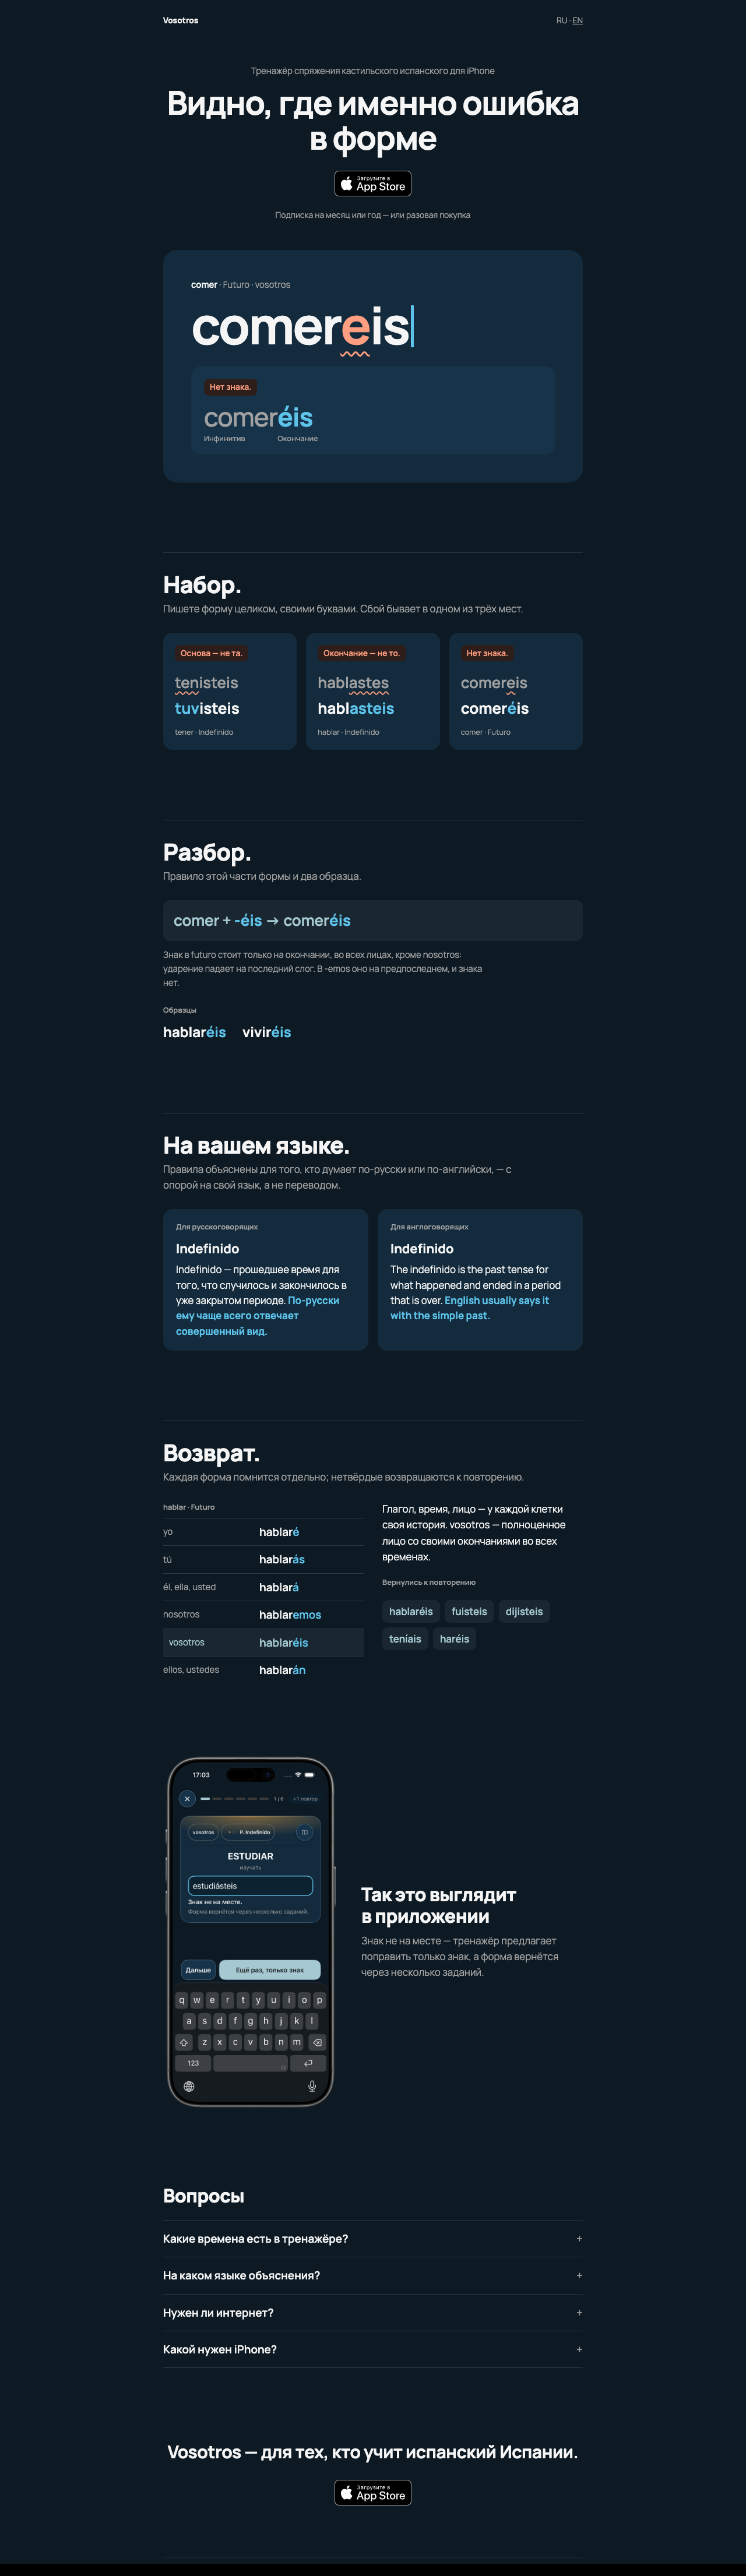 Vosotros
RU · EN
Тренажёр спряжения кастильского испанского для iPhone
Видно, где именно ошибка
в форме
Загрузите в
App Store
Подписка на месяц или год — или разовая покупка
comer · Futuro · vosotros
comereis
Нет знака.
comeréis
Инфинитив Окончание
Набор.
Пишете форму целиком, своими буквами. Сбой бывает в одном из трёх мест.
Основа — не та.
tenisteis
tuvisteis
tener · Indefinido
Окончание — не то.
hablastes
hablasteis
hablar · Indefinido
Нет знака.
comereis
comeréis
comer · Futuro
Разбор.
Правило этой части формы и два образца.
comer + -éis → comeréis
Знак в futuro стоит только на окончании, во всех лицах, кроме nosotros:
ударение падает на последний слог. В -emos оно на предпоследнем, и знака
нет.
Образцы
hablaréis viviréis
На вашем языке.
Правила объяснены для того, кто думает по-русски или по-английски, — с
опорой на свой язык, а не переводом.
Для русскоговорящих
Indefinido
Indefinido — прошедшее время для
того, что случилось и закончилось в
уже закрытом периоде. По-русски
ему чаще всего отвечает
совершенный вид.
Для англоговорящих
Indefinido
The indefinido is the past tense for
what happened and ended in a period
that is over. English usually says it
with the simple past.
Возврат.
Каждая форма помнится отдельно; нетвёрдые возвращаются к повторению.
hablar · Futuro
yo hablaré
tú hablarás
él, ella, usted hablará
nosotros hablaremos
vosotros hablaréis
ellos, ustedes hablarán
Глагол, время, лицо — у каждой клетки
своя история. vosotros — полноценное
лицо со своими окончаниями во всех
временах.
Вернулись к повторению
hablaréis fuisteis dijisteis
teníais haréis
17:03
1 / 6 +1 повтор
vosotros P. Indefinido
ESTUDIAR
изучать
estudiásteis
Знак не на месте.
Форма вернётся через несколько заданий.
Дальше Ещё раз, только знак
q w e r t y u i o p
a s d f g h j k l
z x c v b n m
123
Так это выглядит
в приложении
Знак не на месте — тренажёр предлагает
поправить только знак, а форма вернётся
через несколько заданий.
Вопросы
Какие времена есть в тренажёре? +
На каком языке объяснения? +
Нужен ли интернет? +
Какой нужен iPhone? +
Vosotros — для тех, кто учит испанский Испании.
Загрузите в
App Store